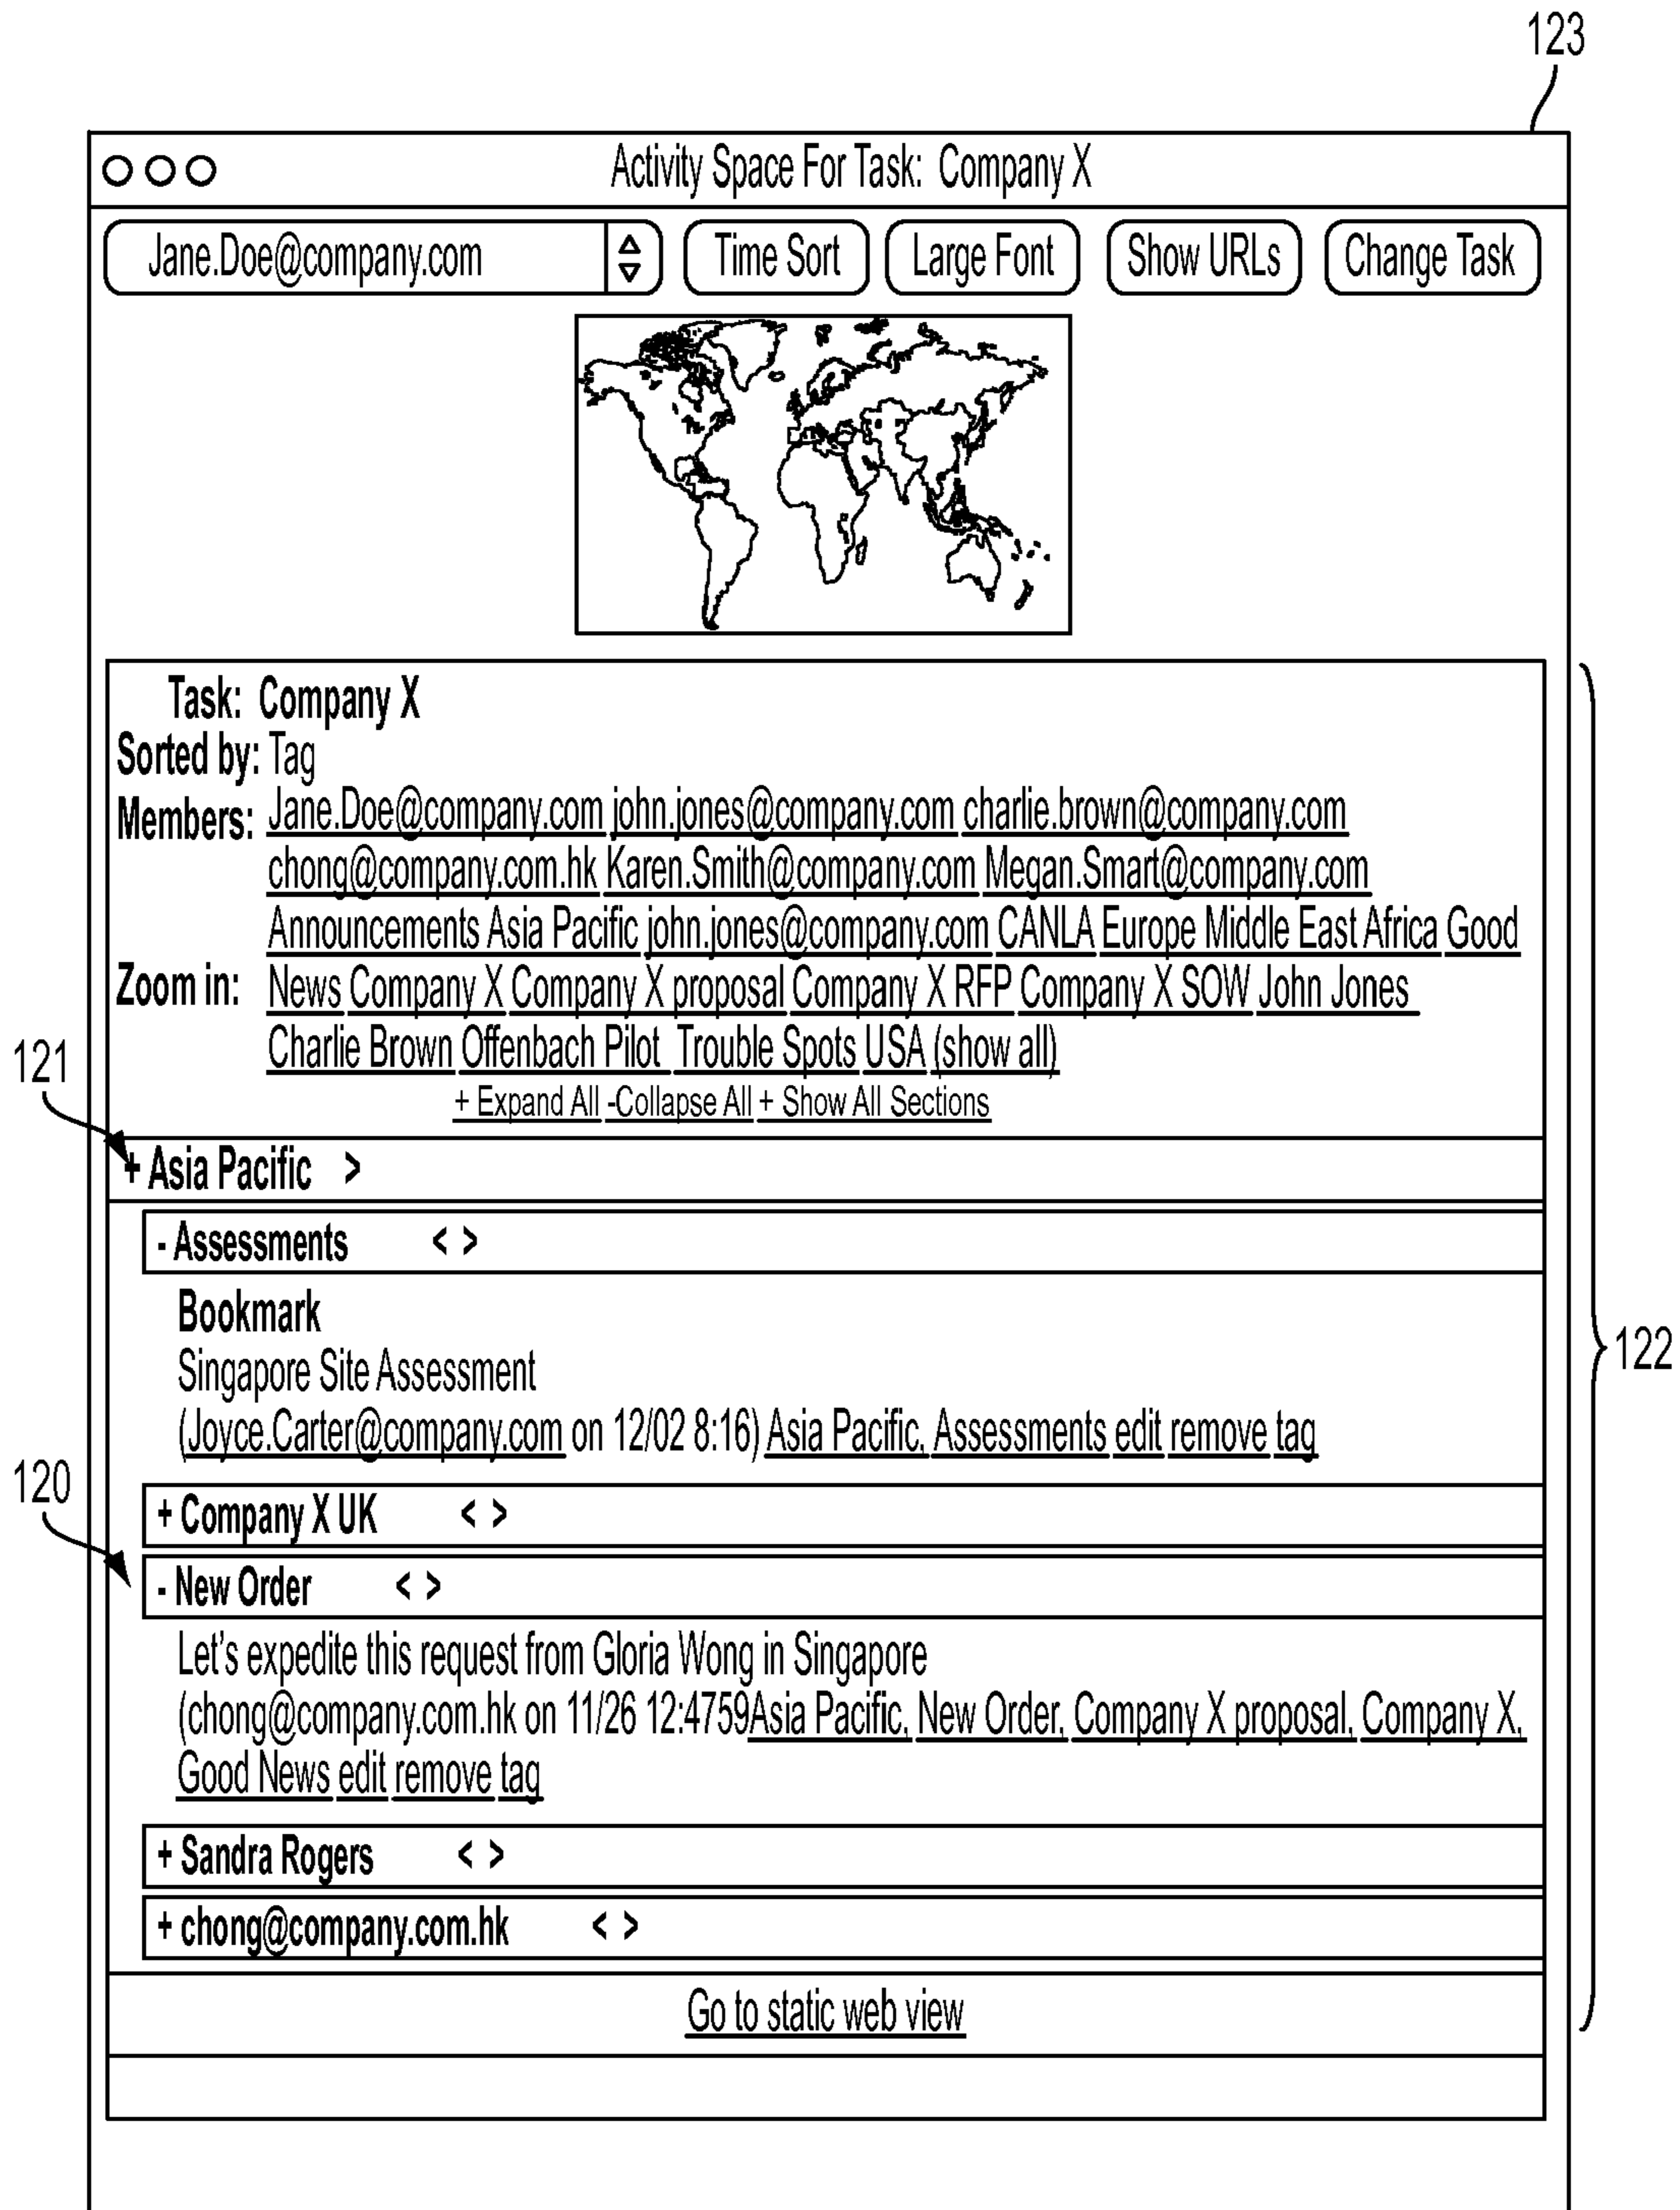 123
Activity Space For Task: Company X
Jane.Doe@company.com Time Sort Large Font Show URLs Change Task
Task: Company X
Sorted by: Tag
Members: Jane.Doe@company.com john.jones@company.com charlie.brown@company.com
chong@company.com.hk Karen.Smith@company.com Megan.Smart@company.com
Announcements Asia Pacific john.jones@company.com CANLA Europe Middle East Africa Good
Zoom in: News Company X Company X proposal Company X RFP Company X SOW John Jones
Charlie Brown Offenbach Pilot Trouble Spots USA (show all)
121
+ Expand All -Collapse All + Show All Sections
+ Asia Pacific >
- Assessments < >
Bookmark
Singapore Site Assessment
122
(Joyce.Carter@company.com on 12/02 8:16) Asia Pacific, Assessments edit remove tag
120
+ Company X UK < >
- New Order < >
Let's expedite this request from Gloria Wong in Singapore
(chong@company.com.hk on 11/26 12:4759Asia Pacific, New Order, Company X proposal, Company X,
Good News edit remove tag
+ Sandra Rogers < >
+ chong@company.com.hk < >
Go to static web view